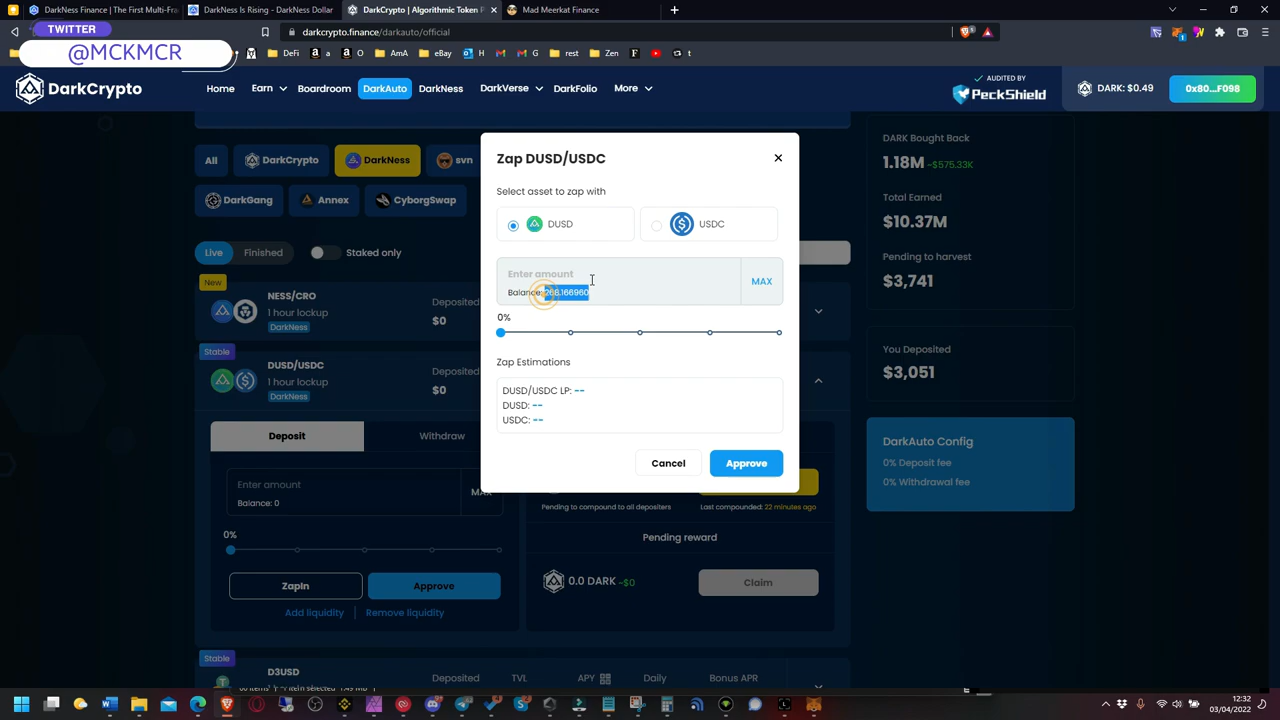 DarkNess Finance | The First Multi-Fra
DarkNess Is Rising - DarkNess Dollar
DarkCrypto | Algorithmic Token P
Mad Meerkat Finance
TWITTER
@MCKMCR
darkcrypto.finance/darkauto/official
DeFi
a
O
AmA
eBay
H
M
G
rest
Zen
t
DarkCrypto
Home
Earn
Boardroom
DarkAuto
DarkNess
DarkVerse
DarkFolio
More
AUDITED BY
PeckShield
DARK: $0.49
0x80...F098
All
DarkCrypto
DarkNess
svn
DarkGang
Annex
CyborgSwap
Live
Finished
Staked only
New
NESS/CRO
1 hour lockup
DarkNess
Deposited
$0
Stable
DUSD/USDC
1 hour lockup
DarkNess
Deposited
$0
Deposit
Withdraw
Enter amount
Balance: 0
MAX
0%
ZapIn
Approve
Add liquidity
Remove liquidity
Pending to compound to all depositers
Last compounded: 22 minutes ago
Pending reward
0.0 DARK ~$0
Claim
Stable
D3USD
Deposited
TVL
APY
Daily
Bonus APR
Zap DUSD/USDC
Select asset to zap with
DUSD
USDC
Enter amount
Balance: 268.166960
MAX
0%
Zap Estimations
DUSD/USDC LP: --
DUSD: --
USDC: --
Cancel
Approve
DARK Bought Back
1.18M ~$575.33K
Total Earned
$10.37M
Pending to harvest
$3,741
You Deposited
$3,051
DarkAuto Config
0% Deposit fee
0% Withdrawal fee
12:32
03/04/2022